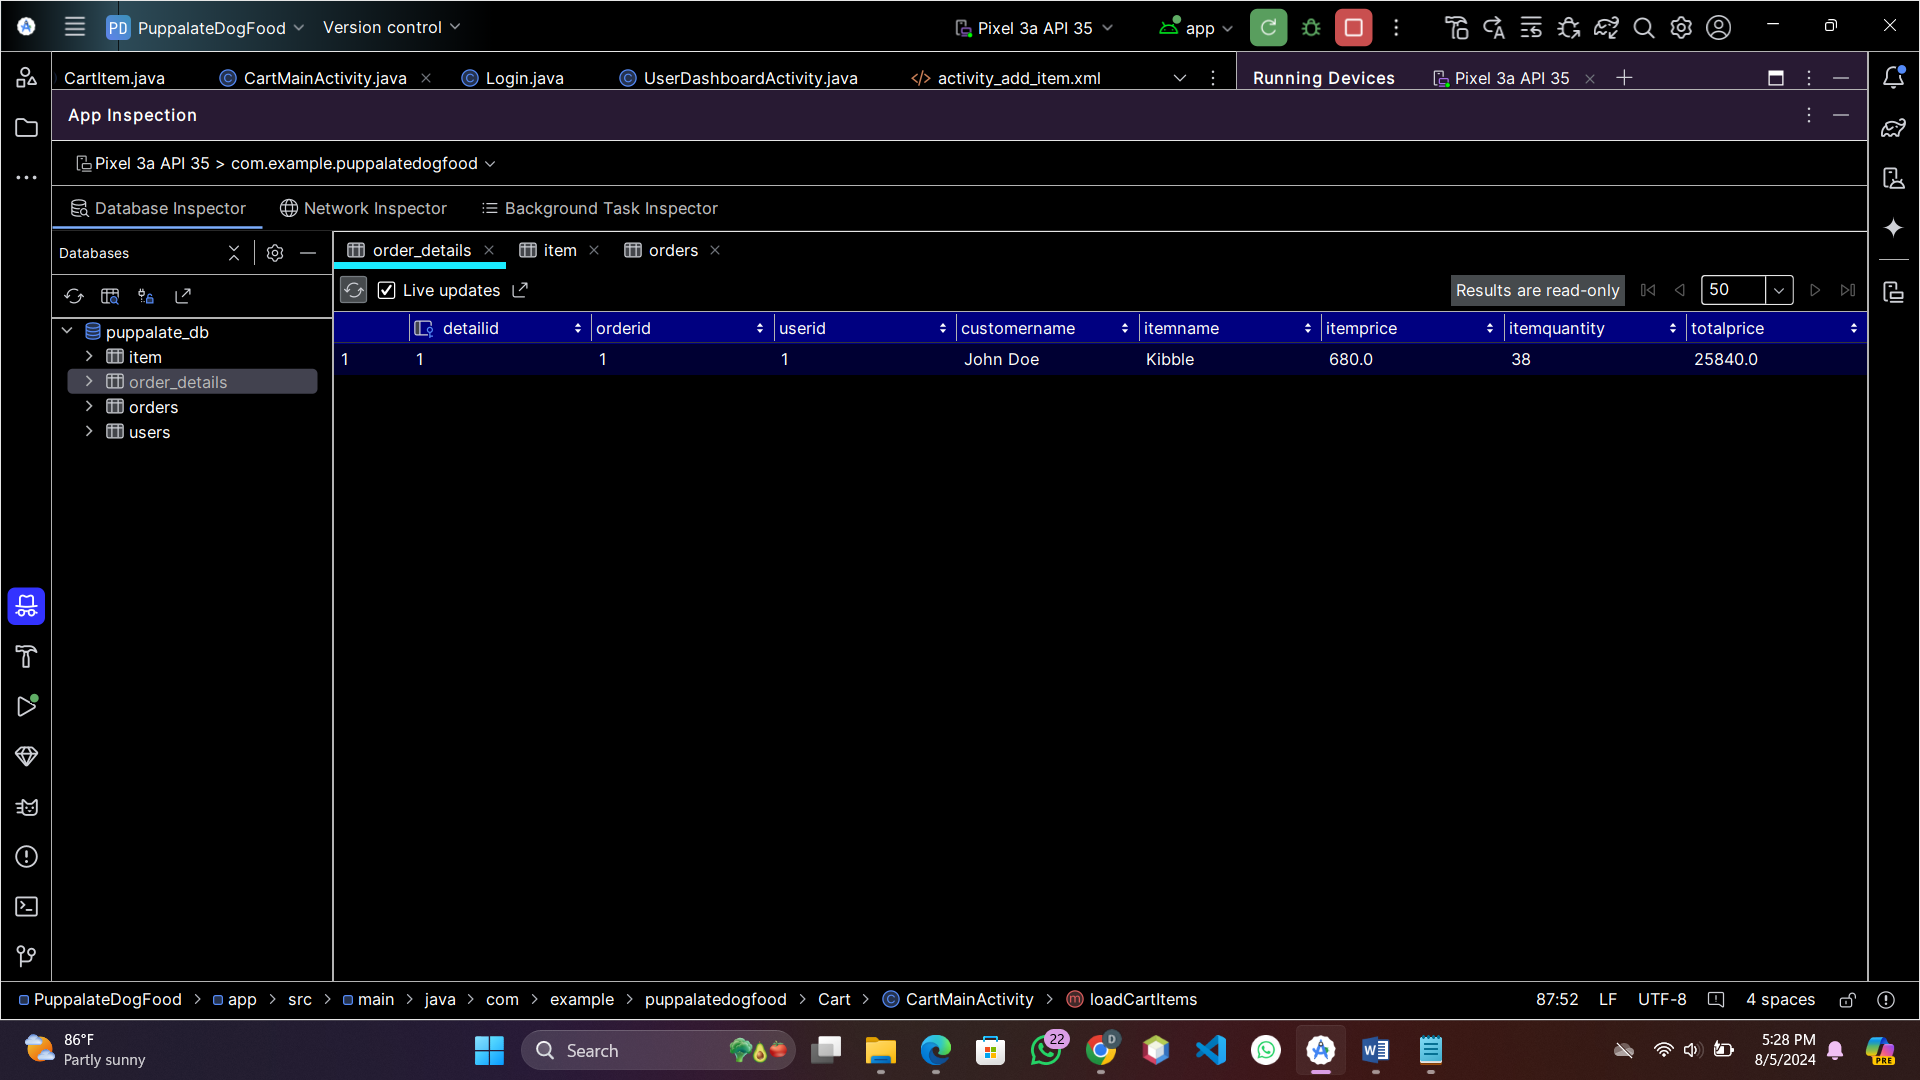 PD PuppalateDogFood Version control Pixel 3a API 35 app
CartItem.java CartMainActivity.java Login.java UserDashboardActivity.java activity_add_item.xml Running Devices Pixel 3a API 35
App Inspection
Pixel 3a API 35 > com.example.puppalatedogfood
Database Inspector Network Inspector Background Task Inspector
Databases order_details item orders
Live updates Results are read-only 50
puppalate_db detailid orderid userid customername itemname itemprice itemquantity totalprice
item 1 1 1 1 John Doe Kibble 680.0 38 25840.0
order_details
orders
users
PuppalateDogFood > app > src > main > java > com > example > puppalatedogfood > Cart > CartMainActivity > loadCartItems 87:52 LF UTF-8 4 spaces
86°F
Partly sunny
Search
22
D
PRE
5:28 PM
8/5/2024